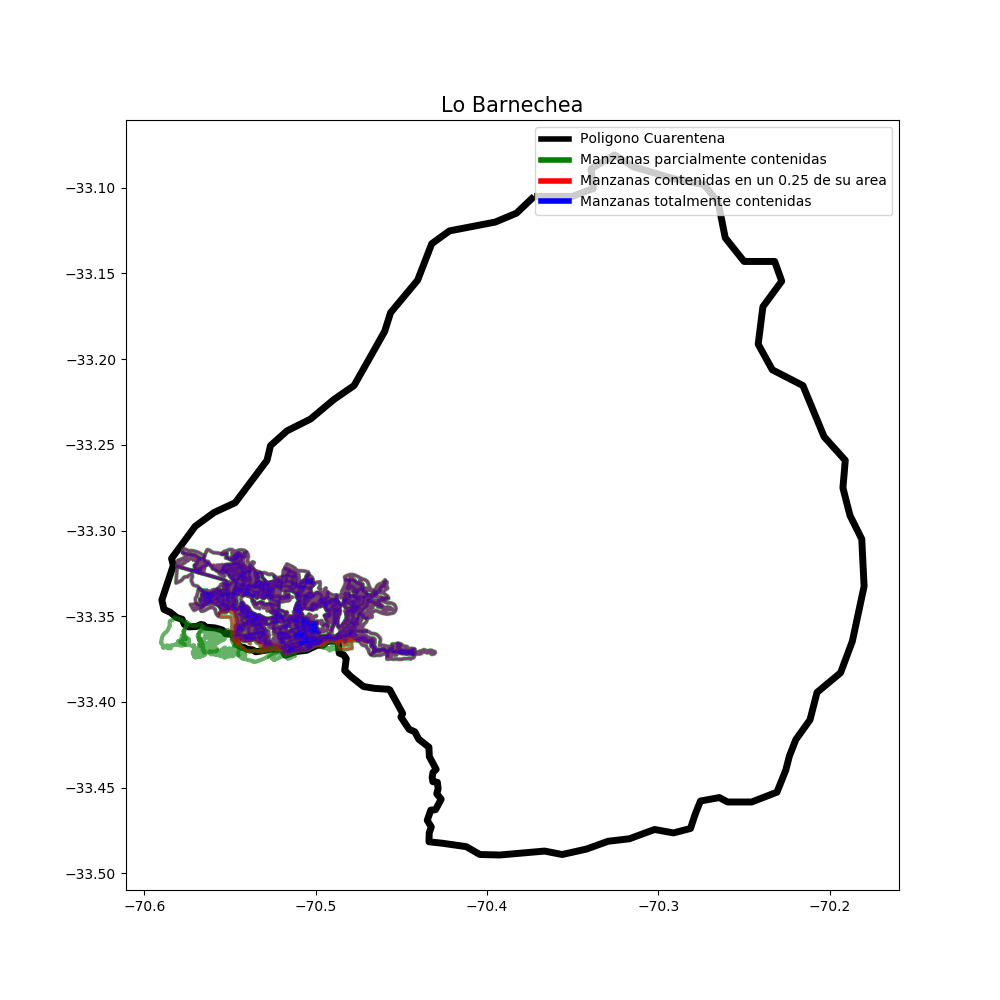 Lo Barnechea
Poligono Cuarentena
Manzanas parcialmente contenidas
Manzanas contenidas en un 0.25 de su area
Manzanas totalmente contenidas
−33.10
−33.15
−33.20
−33.25
−33.30
−33.35
−33.40
−33.45
−33.50
−70.6 −70.5 −70.4 −70.3 −70.2